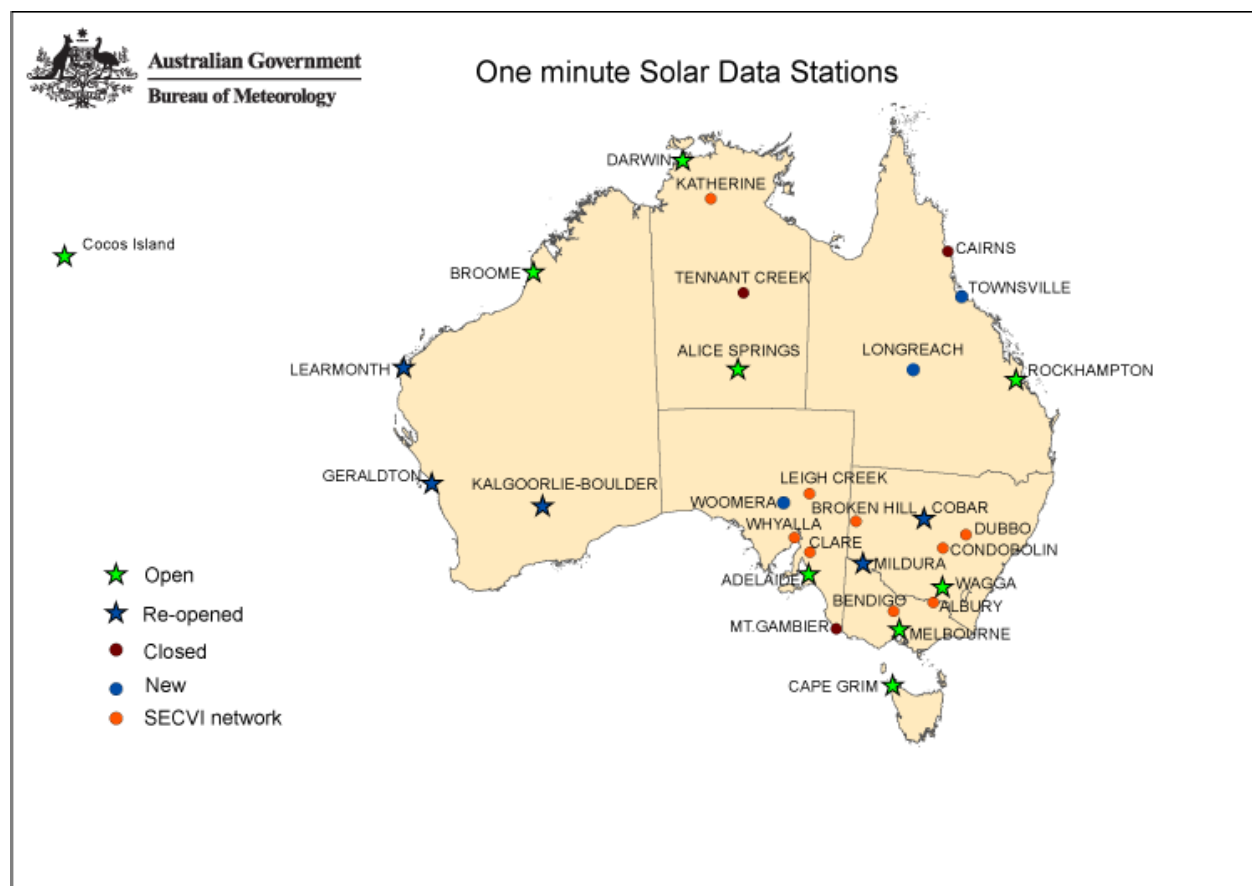 Australian Government
Bureau of Meteorology
One minute Solar Data Stations
DARWIN
KATHERINE
Cocos Island
CAIRNS
BROOME
TENNANT CREEK
TOWNSVILLE
ALICE SPRINGS
LONGREACH
LEARMONTH
ROCKHAMPTON
GERALDTON
KALGOORLIE-BOULDER
LEIGH CREEK
WOOMERA
BROKEN HILL
COBAR
WHYALLA
DUBBO
CLARE
CONDOBOLIN
MILDURA
ADELAIDE
WAGGA
BENDIGO
ALBURY
MT.GAMBIER
MELBOURNE
CAPE GRIM
Open
Re-opened
Closed
New
SECVI network